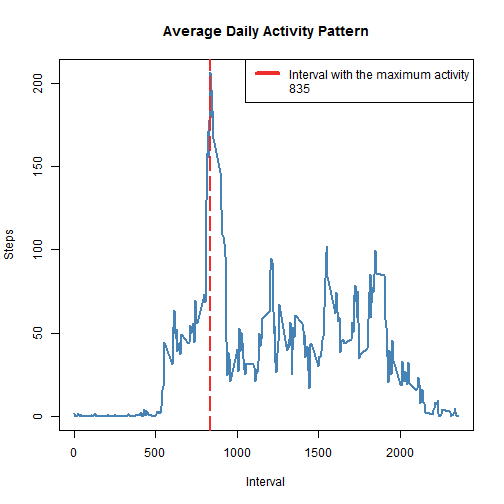 Average Daily Activity Pattern
Interval with the maximum activity
835
Steps
200
150
100
50
0
0 500 1000 1500 2000
Interval